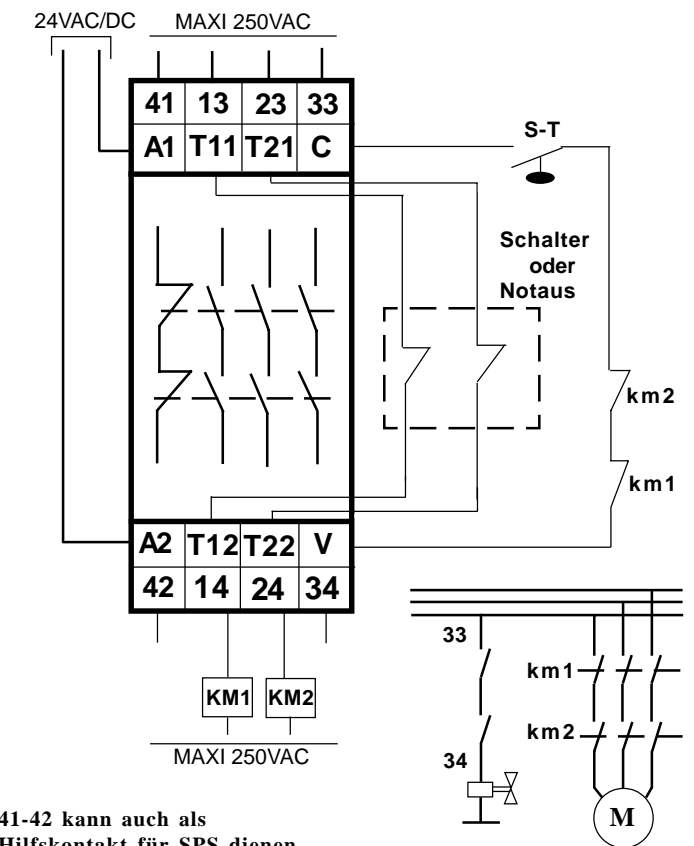 24VAC/DC
MAXI 250VAC
41 13 23 33
A1 T11 T21 C
S-T
Schalter
oder
Notaus
km2
km1
A2 T12 T22 V
42 14 24 34
KM1 KM2
MAXI 250VAC
33
km1
km2
34
M
41-42 kann auch als
Hilfskontakt für SPS dienen